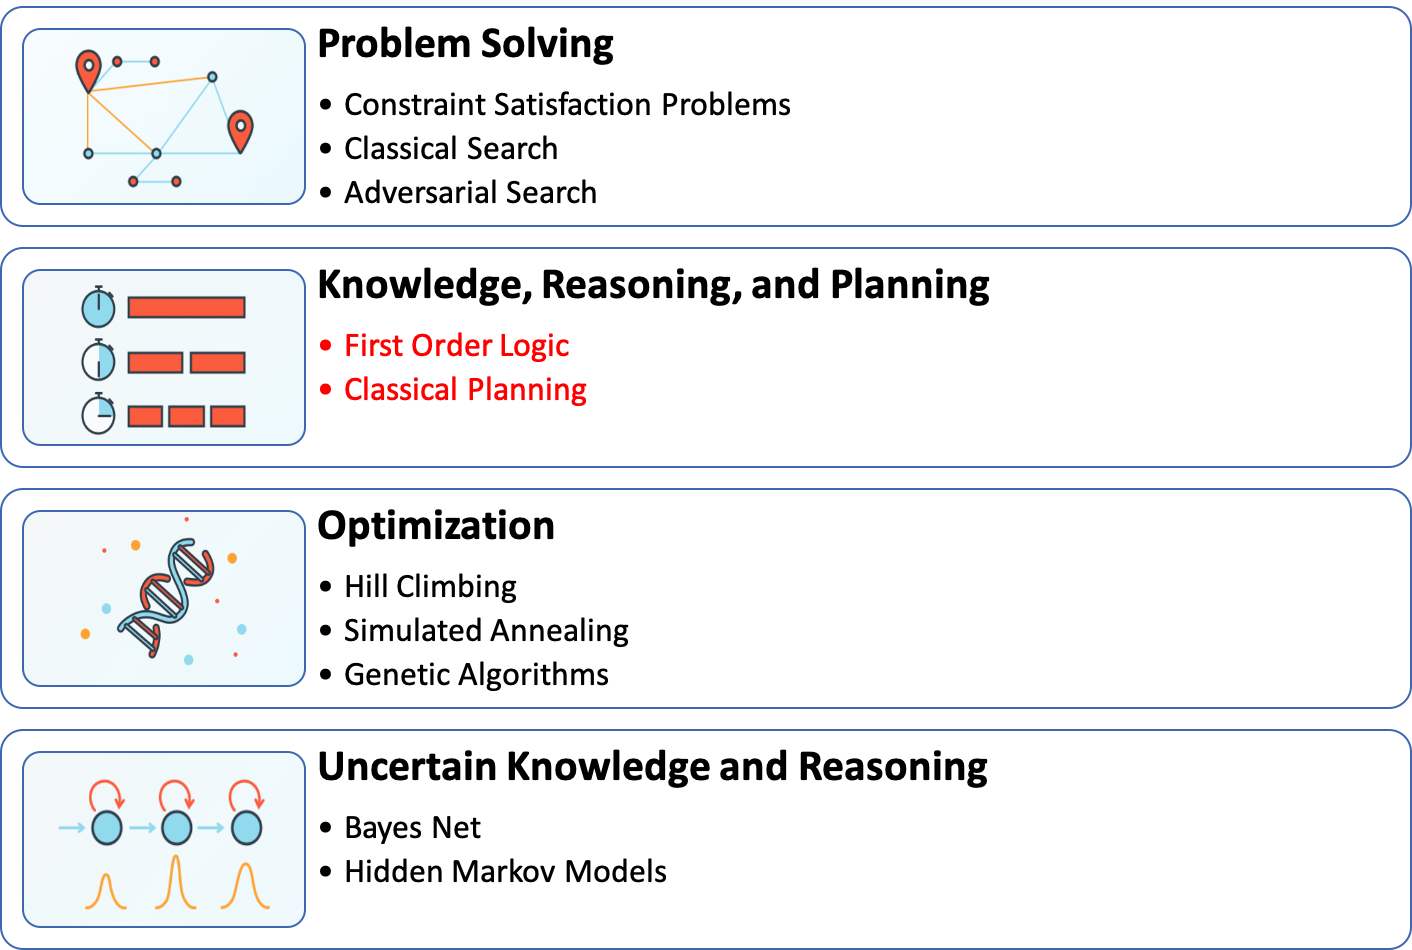 Problem Solving
• Constraint Satisfaction Problems
• Classical Search
• Adversarial Search
Knowledge, Reasoning, and Planning
• First Order Logic
• Classical Planning
Optimization
• Hill Climbing
• Simulated Annealing
• Genetic Algorithms
Uncertain Knowledge and Reasoning
• Bayes Net
• Hidden Markov Models